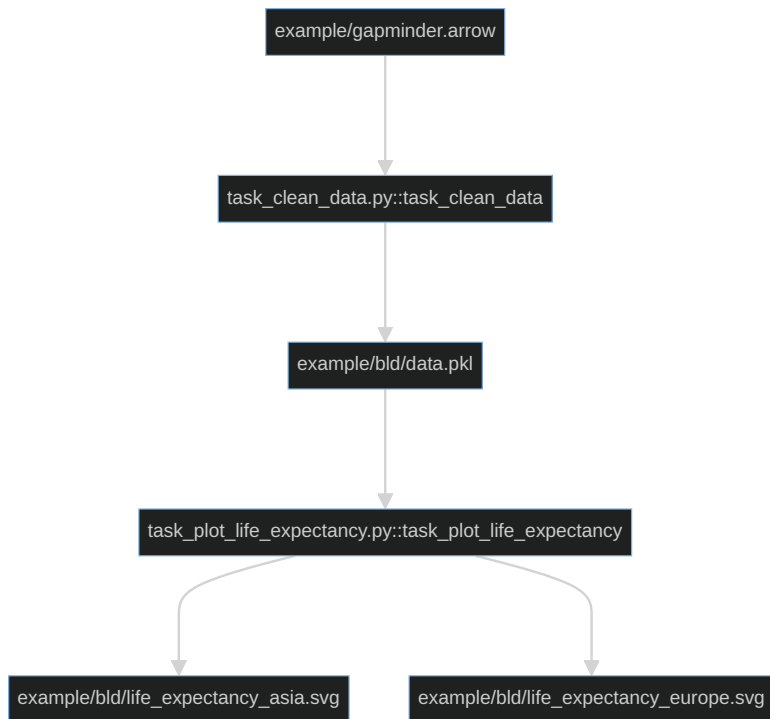 example/gapminder.arrow
task_clean_data.py::task_clean_data
example/bld/data.pkl
task_plot_life_expectancy.py::task_plot_life_expectancy
example/bld/life_expectancy_asia.svg
example/bld/life_expectancy_europe.svg